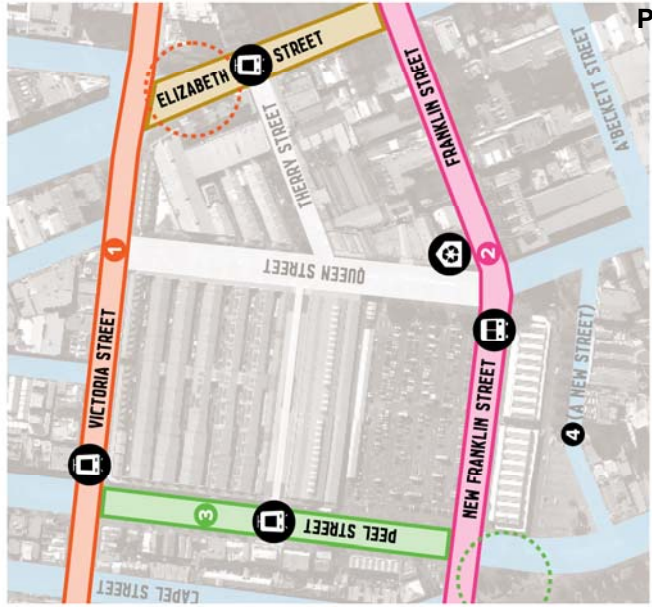 P
ELIZABETH STREET
FRANKLIN STREET
A'BECKETT STREET
THERRY STREET
1
2
QUEEN STREET
VICTORIA STREET
NEW FRANKLIN STREET
4 (A NEW STREET)
3
PEEL STREET
CAPEL STREET